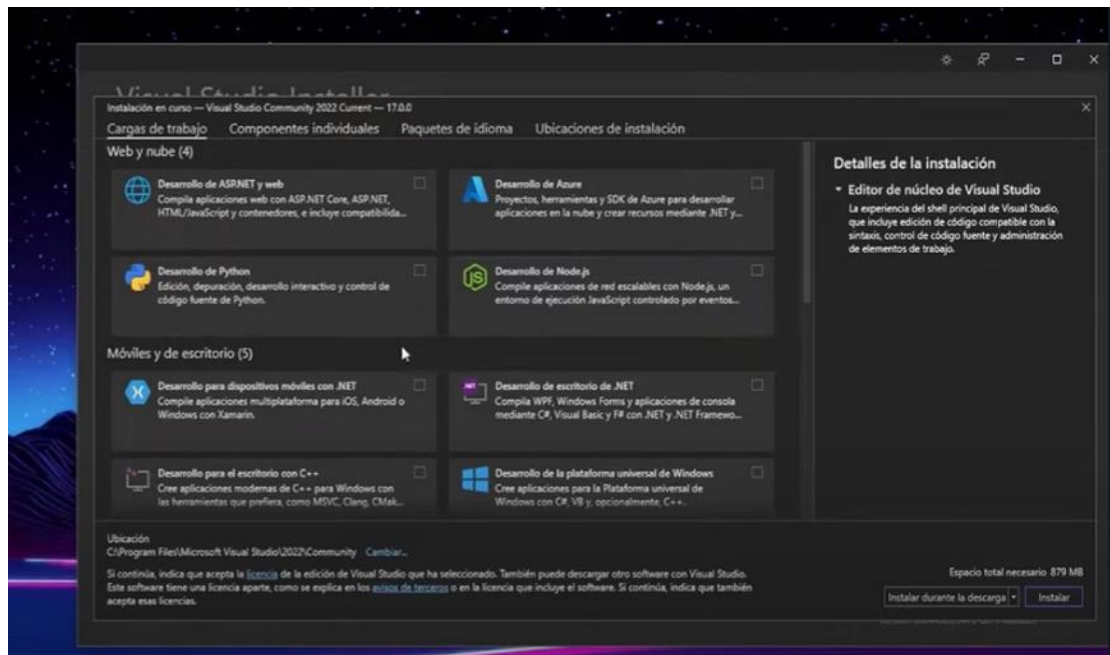 Visual Studio Installer
Instalación en curso — Visual Studio Community 2022 Current — 17.0.0
Cargas de trabajo Componentes individuales Paquetes de idioma Ubicaciones de instalación
Web y nube (4)
Desarrollo de ASP.NET y web
Compila aplicaciones web con ASP.NET Core, ASP.NET,
HTML/JavaScript y contenedores, e incluye compatibilida...
Desarrollo de Azure
Proyectos, herramientas y SDK de Azure para desarrollar
aplicaciones en la nube y crear recursos mediante .NET y...
Desarrollo de Python
Edición, depuración, desarrollo interactivo y control de
código fuente de Python.
Desarrollo de Node.js
Compile aplicaciones de red escalables con Node.js, un
entorno de ejecución JavaScript controlado por eventos...
Móviles y de escritorio (5)
Desarrollo para dispositivos móviles con .NET
Compile aplicaciones multiplataforma para iOS, Android o
Windows con Xamarin.
Desarrollo de escritorio de .NET
Compila WPF, Windows Forms y aplicaciones de consola
mediante C#, Visual Basic y F# con .NET y .NET Framewo...
Desarrollo para el escritorio con C++
Cree aplicaciones modernas de C++ para Windows con
las herramientas que prefiera, como MSVC, Clang, CMak...
Desarrollo de la plataforma universal de Windows
Cree aplicaciones para la Plataforma universal de
Windows con C#, VB y, opcionalmente, C++.
Detalles de la instalación
Editor de núcleo de Visual Studio
La experiencia del shell principal de Visual Studio,
que incluye edición de código compatible con la
sintaxis, control de código fuente y administración
de elementos de trabajo.
Ubicación
C:\Program Files\Microsoft Visual Studio\2022\Community Cambiar...
Si continúa, indica que acepta la licencia de la edición de Visual Studio que ha seleccionado. También puede descargar otro software con Visual Studio.
Este software tiene una licencia aparte, como se explica en los avisos de terceros o en la licencia que incluye el software. Si continúa, indica que también
acepta esas licencias.
Espacio total necesario 879 MB
Instalar durante la descarga Instalar